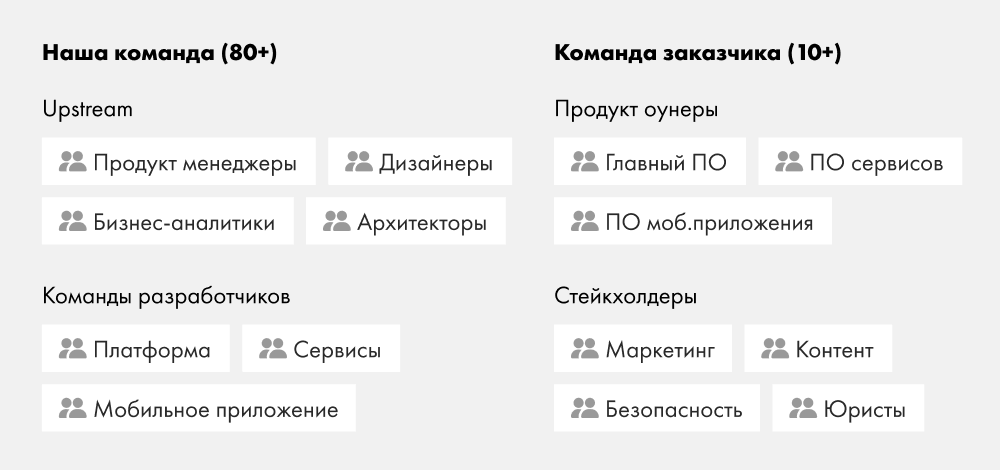 Наша команда (80+)
Upstream
Продукт менеджеры
Дизайнеры
Бизнес-аналитики
Архитекторы
Команды разработчиков
Платформа
Сервисы
Мобильное приложение
Команда заказчика (10+)
Продукт оунеры
Главный ПО
ПО сервисов
ПО моб.приложения
Стейкхолдеры
Маркетинг
Контент
Безопасность
Юристы